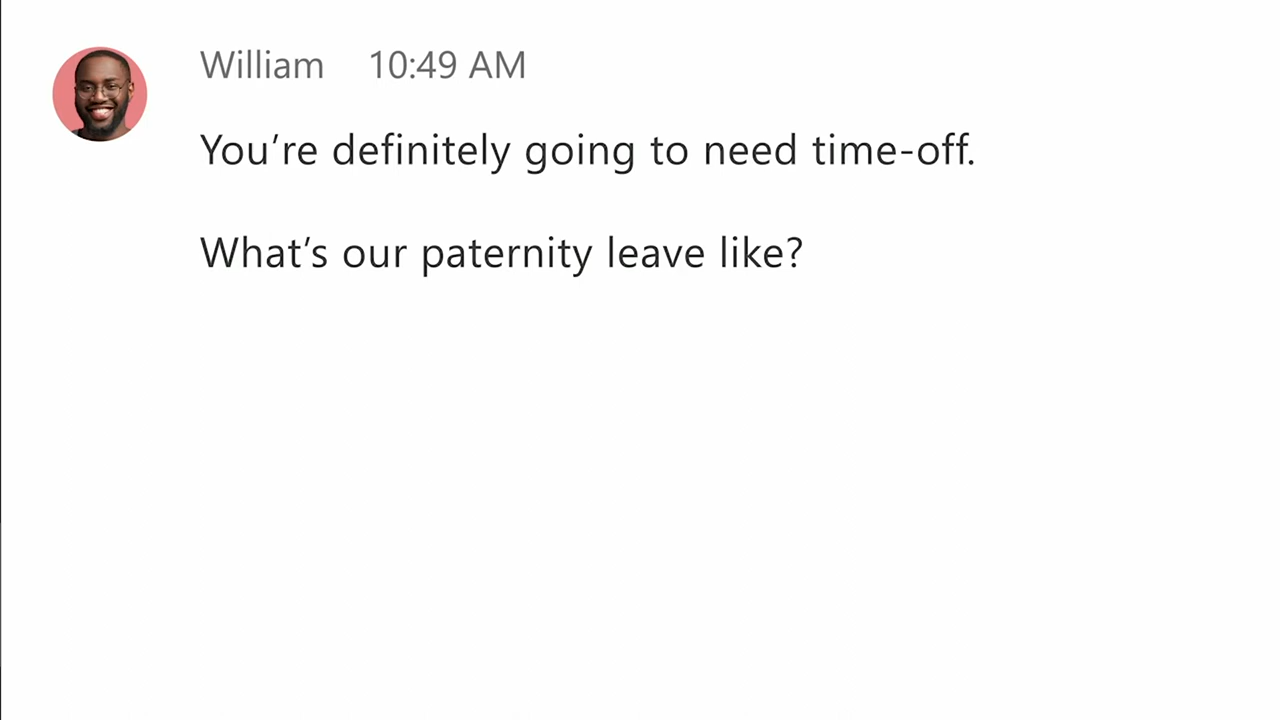 William 10:49 AM
You’re definitely going to need time-off.
What’s our paternity leave like?